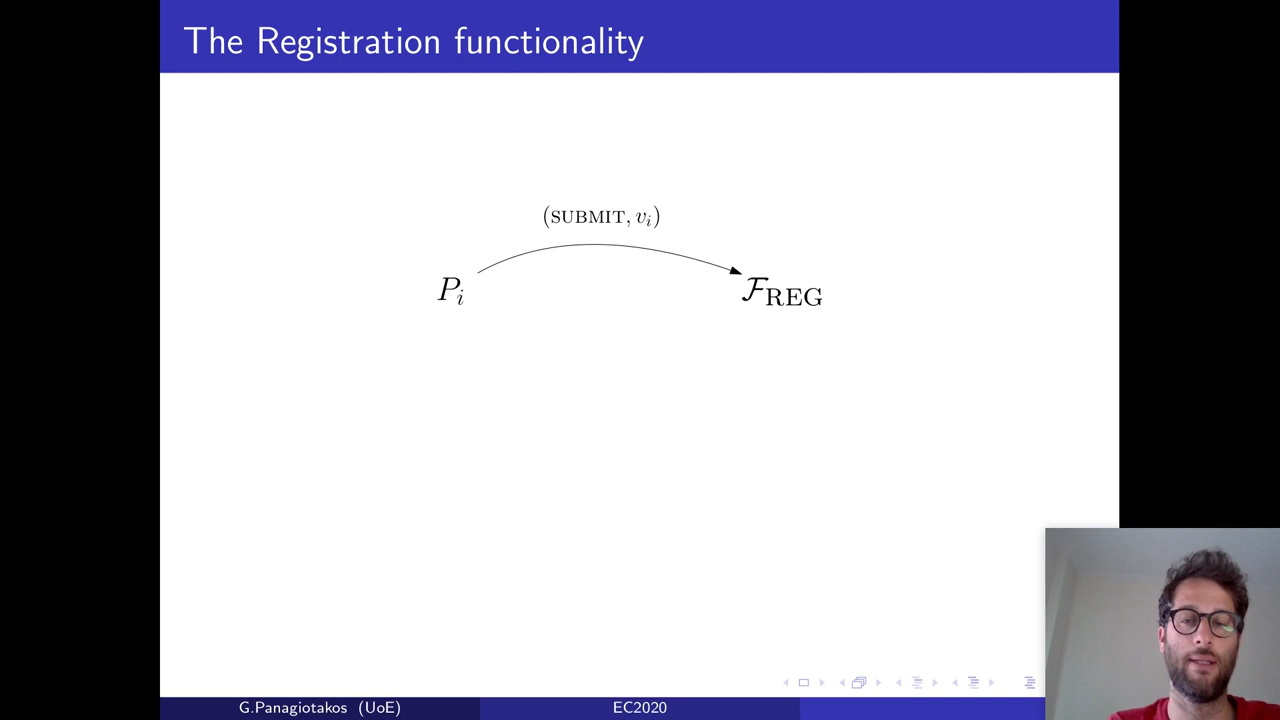 The Registration functionality
(SUBMIT, v_i)
P_i
ℱ_REG
G.Panagiotakos (UoE)
EC2020